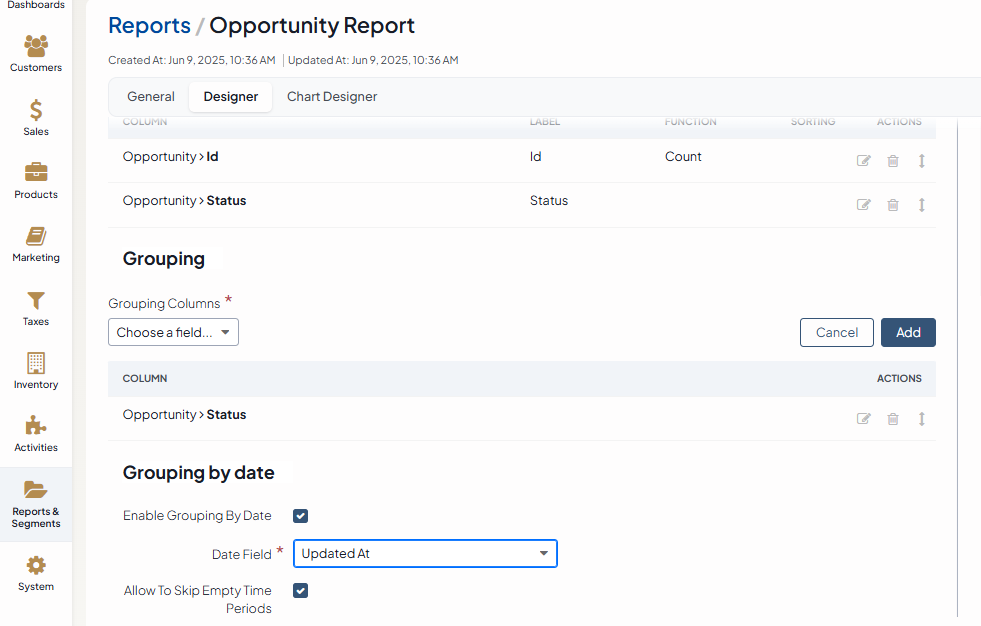 Dashboards
Customers
Sales
Products
Marketing
Taxes
Inventory
Activities
Reports &
Segments
System
Reports / Opportunity Report
Created At: Jun 9, 2025, 10:36 AM | Updated At: Jun 9, 2025, 10:36 AM
General Designer Chart Designer
COLUMN LABEL FUNCTION SORTING ACTIONS
Opportunity > Id Id Count
Opportunity > Status Status
Grouping
Grouping Columns *
Choose a field... Cancel Add
COLUMN ACTIONS
Opportunity > Status
Grouping by date
Enable Grouping By Date
Date Field * Updated At
Allow To Skip Empty Time
Periods